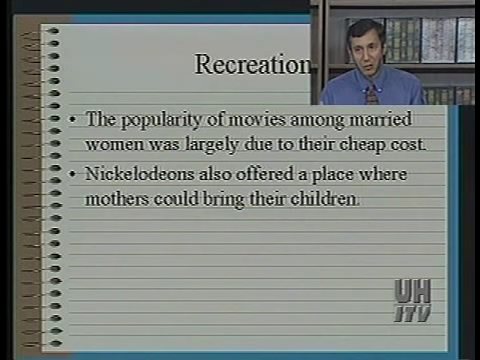 Recreation
• The popularity of movies among married
women was largely due to their cheap cost.
• Nickelodeons also offered a place where
mothers could bring their children.
UH
ITV